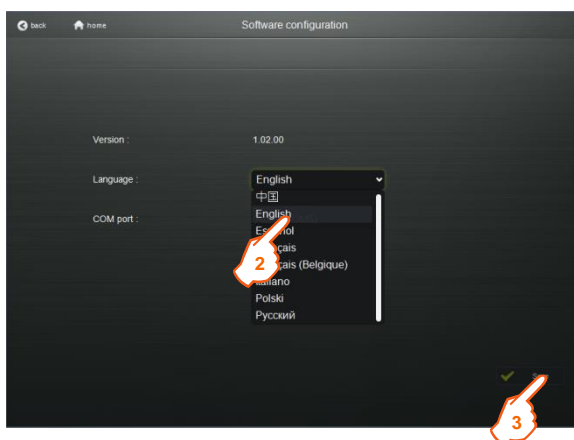 back home Software configuration
Version : 1.02.00
Language : English
中国
English
COM port :
(Belgique)
Polski
Русский
2
3